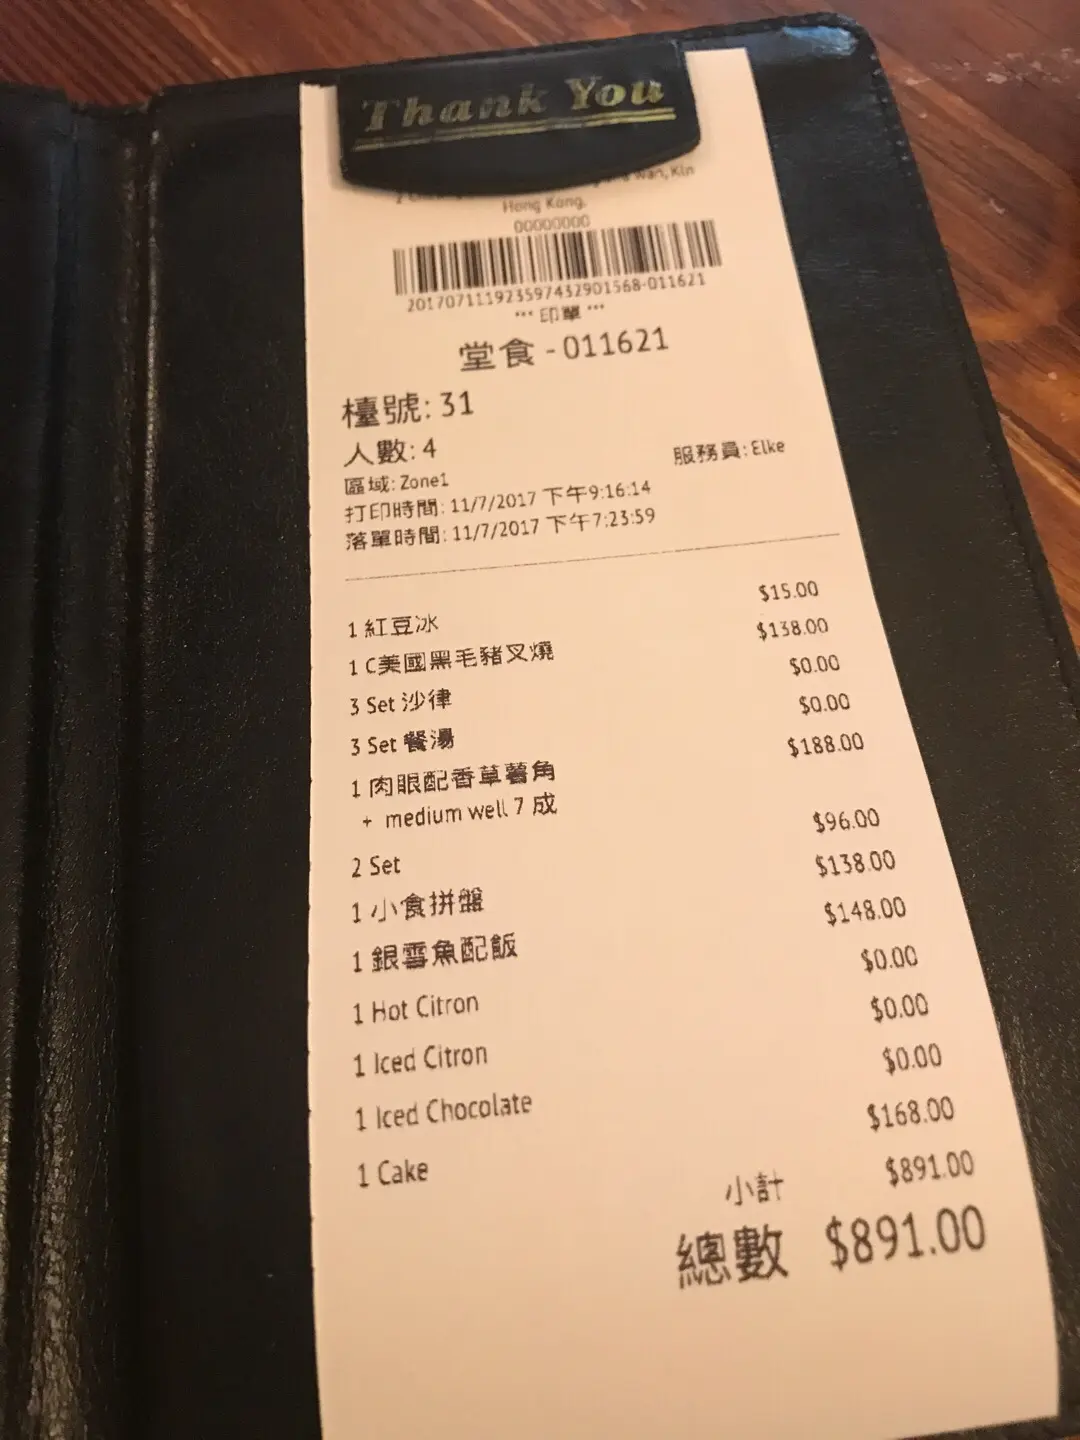 Thank You
Wan, Kln
Hong Kong.
00000000
2017071119235974329015​68-011621
*** 印單 ***
堂食 - 011621
檯號: 31
人數: 4
區域: Zone1 服務員: Elke
打印時間: 11/7/2017 下午9:16:14
落單時間: 11/7/2017 下午7:23:59
1 紅豆冰 $15.00
1 C美國黑毛豬叉燒 $138.00
3 Set 沙律 $0.00
3 Set 餐湯 $0.00
1 肉眼配香草薯角 $188.00
+ medium well 7 成
2 Set $96.00
1 小食拼盤 $138.00
1 銀雪魚配飯 $148.00
1 Hot Citron $0.00
1 Iced Citron $0.00
1 Iced Chocolate $0.00
1 Cake $168.00
小計 $891.00
總數 $891.00